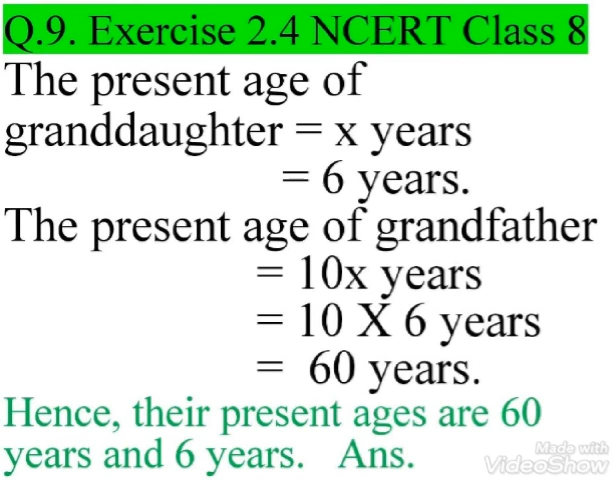 Q.9. Exercise 2.4 NCERT Class 8
The present age of
granddaughter = x years
= 6 years.
The present age of grandfather
= 10x years
= 10 X 6 years
= 60 years.
Hence, their present ages are 60
years and 6 years. Ans.
Made with
VideoShow